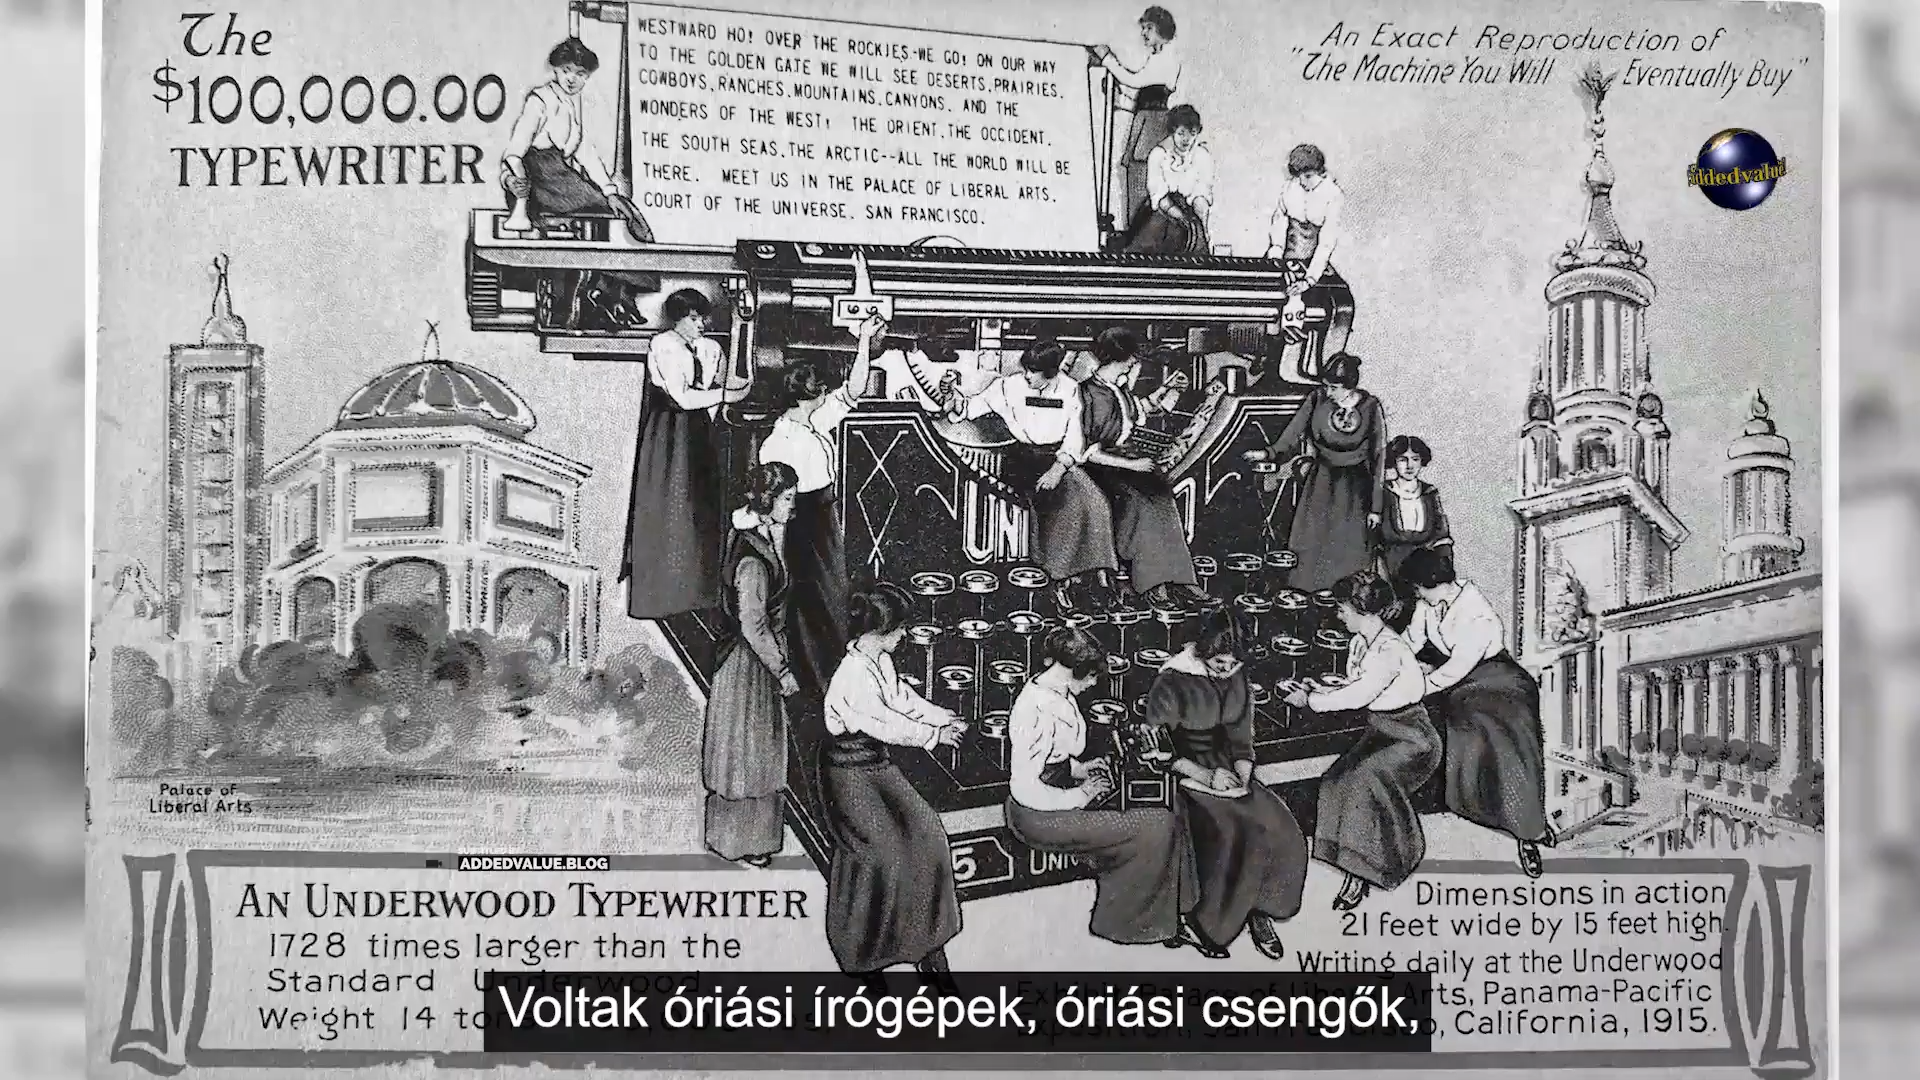 The
$100,000.00
TYPEWRITER
WESTWARD HO! OVER THE ROCKIES-WE GO! ON OUR WAY
TO THE GOLDEN GATE WE WILL SEE DESERTS,PRAIRIES,
COWBOYS,RANCHES,MOUNTAINS,CANYONS, AND THE
WONDERS OF THE WEST! THE ORIENT,THE OCCIDENT,
THE SOUTH SEAS,THE ARCTIC--ALL THE WORLD WILL BE
THERE. MEET US IN THE PALACE OF LIBERAL ARTS,
COURT OF THE UNIVERSE, SAN FRANCISCO.
An Exact Reproduction of
"The Machine You Will Eventually Buy"
Addedvalue
UN
Palace of
Liberal Arts
ADDEDVALUE.BLOG
5 UNI
AN UNDERWOOD TYPEWRITER
1728 times larger than the
Standard Underwood
Weight 14
Dimensions in action
21 feet wide by 15 feet high.
Writing daily at the Underwood
Arts, Panama-Pacific
California, 1915.
Voltak óriási írógépek, óriási csengők,